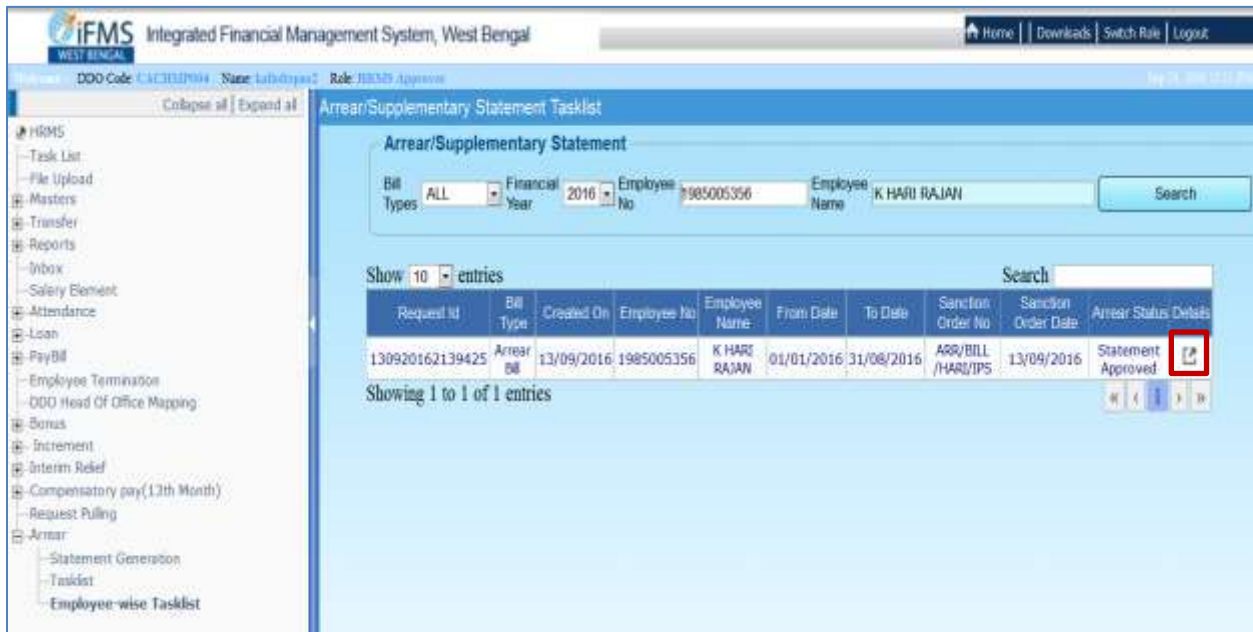 iFMS Integrated Financial Management System, West Bengal
WEST BENGAL
Home | | Downloads | Switch Role | Logout
DDO Code Name Role HRMS Approver
Collapse all | Expand all
Arrear/Supplementary Statement Tasklist
HRMS
Task List
File Upload
Masters
Transfer
Reports
Inbox
Salary Element
Attendance
Loan
PayBill
Employee Termination
DDO Head Of Office Mapping
Bonus
Increment
Interim Relief
Compensatory pay(13th Month)
Request Pulling
Arrear
Statement Generation
Tasklist
Employee-wise Tasklist
Arrear/Supplementary Statement
Bill Types ALL Financial Year 2016 Employee No 1985005356 Employee Name K HARI RAJAN Search
Show 10 entries Search
Request Id Bill Type Created On Employee No Employee Name From Date To Date Sanction Order No Sanction Order Date Arrear Status Details
130920162139425 Arrear Bill 13/09/2016 1985005356 K HARI RAJAN 01/01/2016 31/08/2016 ARR/BILL/HARI/IPS 13/09/2016 Statement Approved
Showing 1 to 1 of 1 entries
« ‹ 1 › »